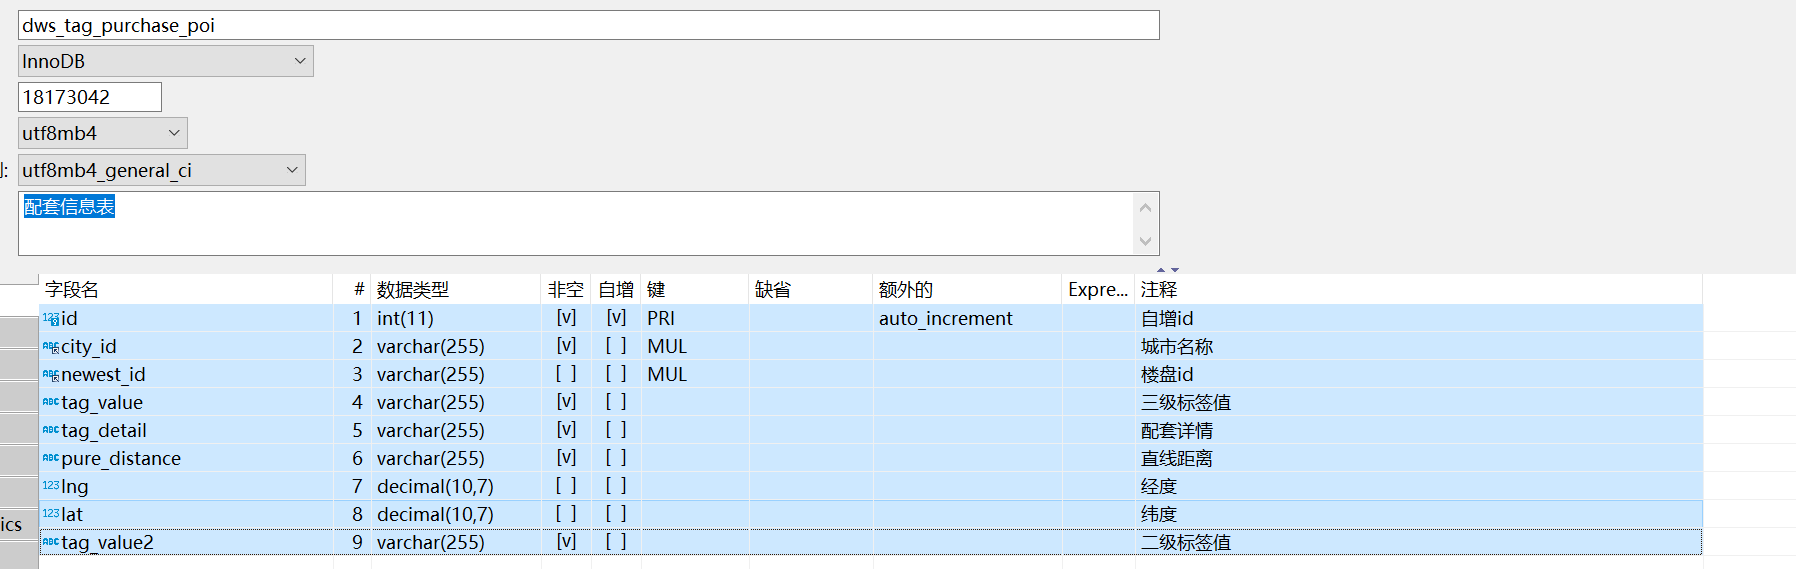 dws_tag_purchase_poi
InnoDB
18173042
utf8mb4
utf8mb4_general_ci
配套信息表
字段名 # 数据类型 非空 自增 键 缺省 额外的 Expre... 注释
id 1 int(11) [v] [v] PRI auto_increment 自增id
city_id 2 varchar(255) [v] [ ] MUL 城市名称
newest_id 3 varchar(255) [ ] [ ] MUL 楼盘id
tag_value 4 varchar(255) [v] [ ] 三级标签值
tag_detail 5 varchar(255) [v] [ ] 配套详情
pure_distance 6 varchar(255) [v] [ ] 直线距离
lng 7 decimal(10,7) [ ] [ ] 经度
lat 8 decimal(10,7) [ ] [ ] 纬度
ics
tag_value2 9 varchar(255) [v] [ ] 二级标签值